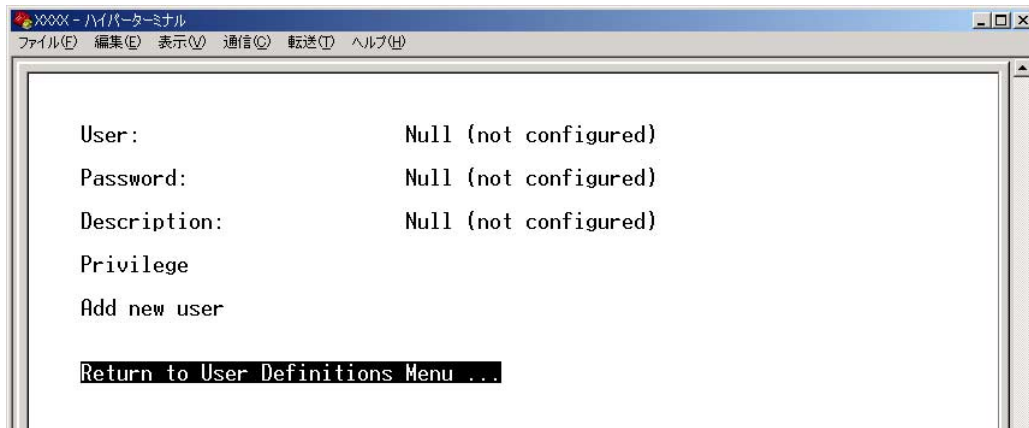 XXXX - ハイパーターミナル
ファイル(F) 編集(E) 表示(V) 通信(C) 転送(T) ヘルプ(H)
User: Null (not configured)
Password: Null (not configured)
Description: Null (not configured)
Privilege
Add new user
Return to User Definitions Menu ...